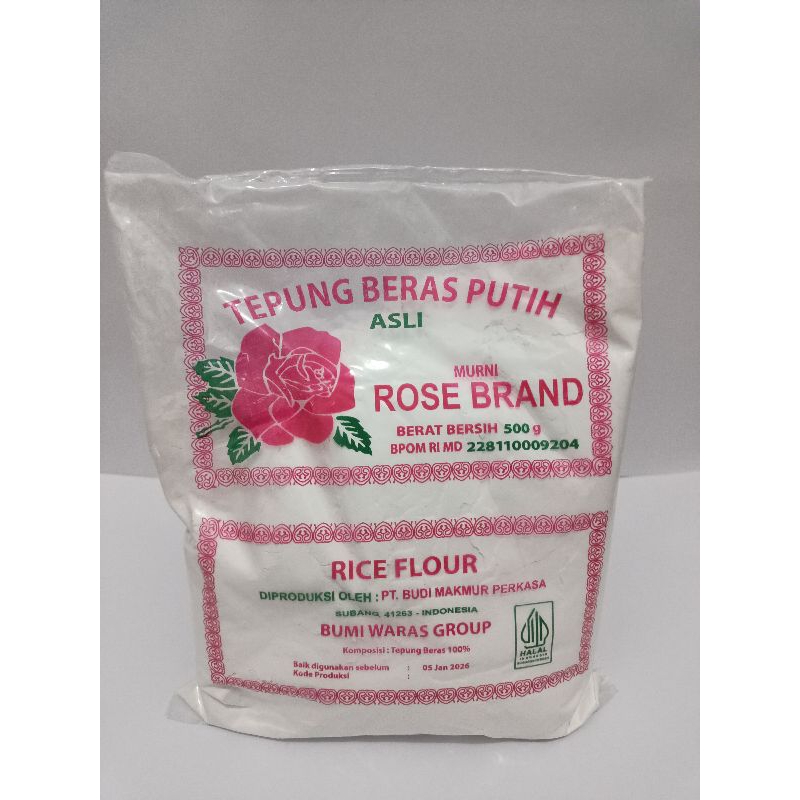 TEPUNG BERAS PUTIH
ASLI
MURNI
ROSE BRAND
BERAT BERSIH 500 g
BPOM RI MD 228110009204
RICE FLOUR
DIPRODUKSI OLEH : PT. BUDI MAKMUR PERKASA
SUBANG, 41263 - INDONESIA
BUMI WARAS GROUP
Komposisi : Tepung Beras 100%
Baik digunakan sebelum : 05 Jan 2026
Kode Produksi :
HALAL
INDONESIA